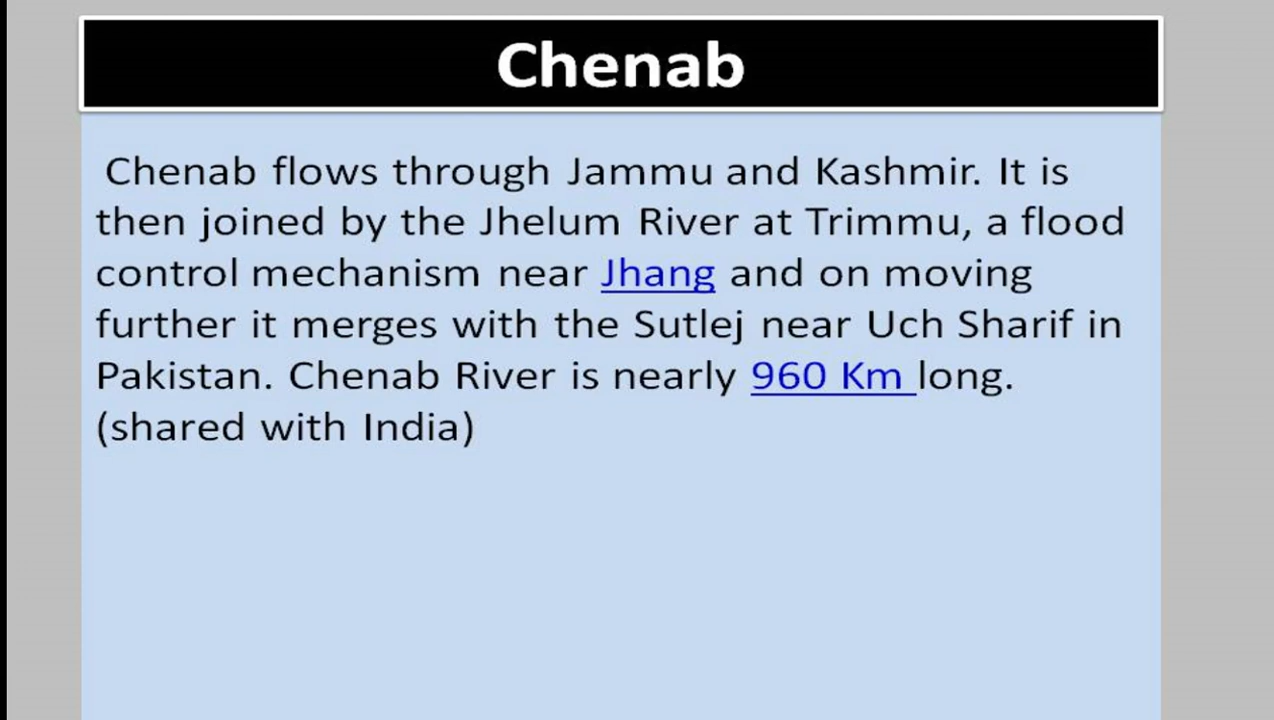 Chenab
Chenab flows through Jammu and Kashmir. It is
then joined by the Jhelum River at Trimmu, a flood
control mechanism near Jhang and on moving
further it merges with the Sutlej near Uch Sharif in
Pakistan. Chenab River is nearly 960 Km long.
(shared with India)